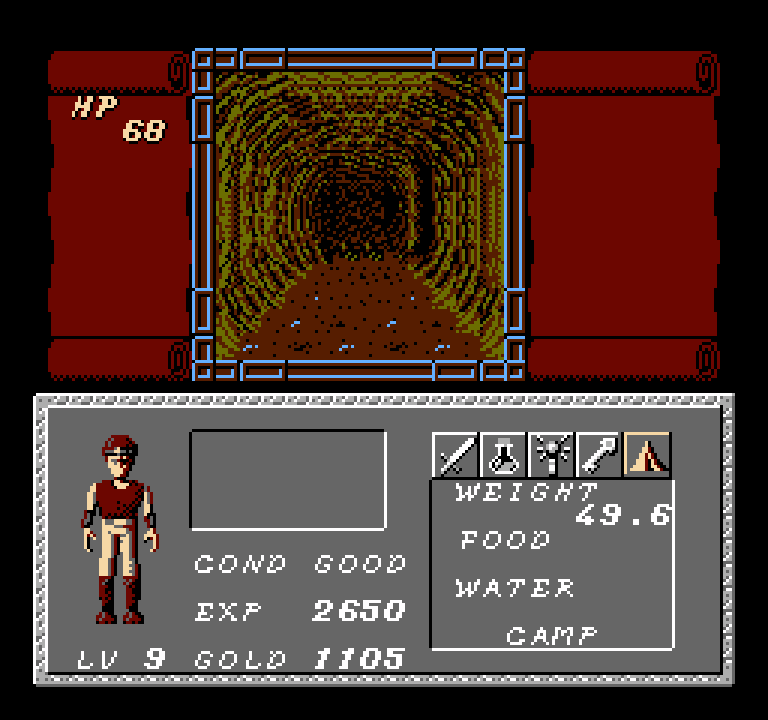 HP
68
WEIGHT
49.6
FOOD
WATER
CAMP
COND GOOD
EXP 2650
LV 9 GOLD 1105